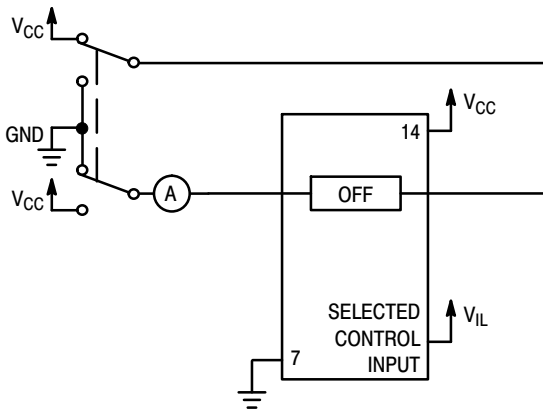 VCC
GND
VCC
A
14
VCC
OFF
SELECTED
CONTROL
INPUT
VIL
7